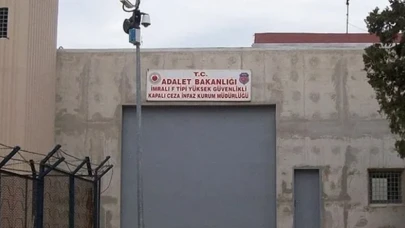 T.C.
ADALET BAKANLIĞI
İMRALI F TİPİ YÜKSEK GÜVENLİKLİ
KAPALI CEZA İNFAZ KURUM MÜDÜRLÜĞÜ